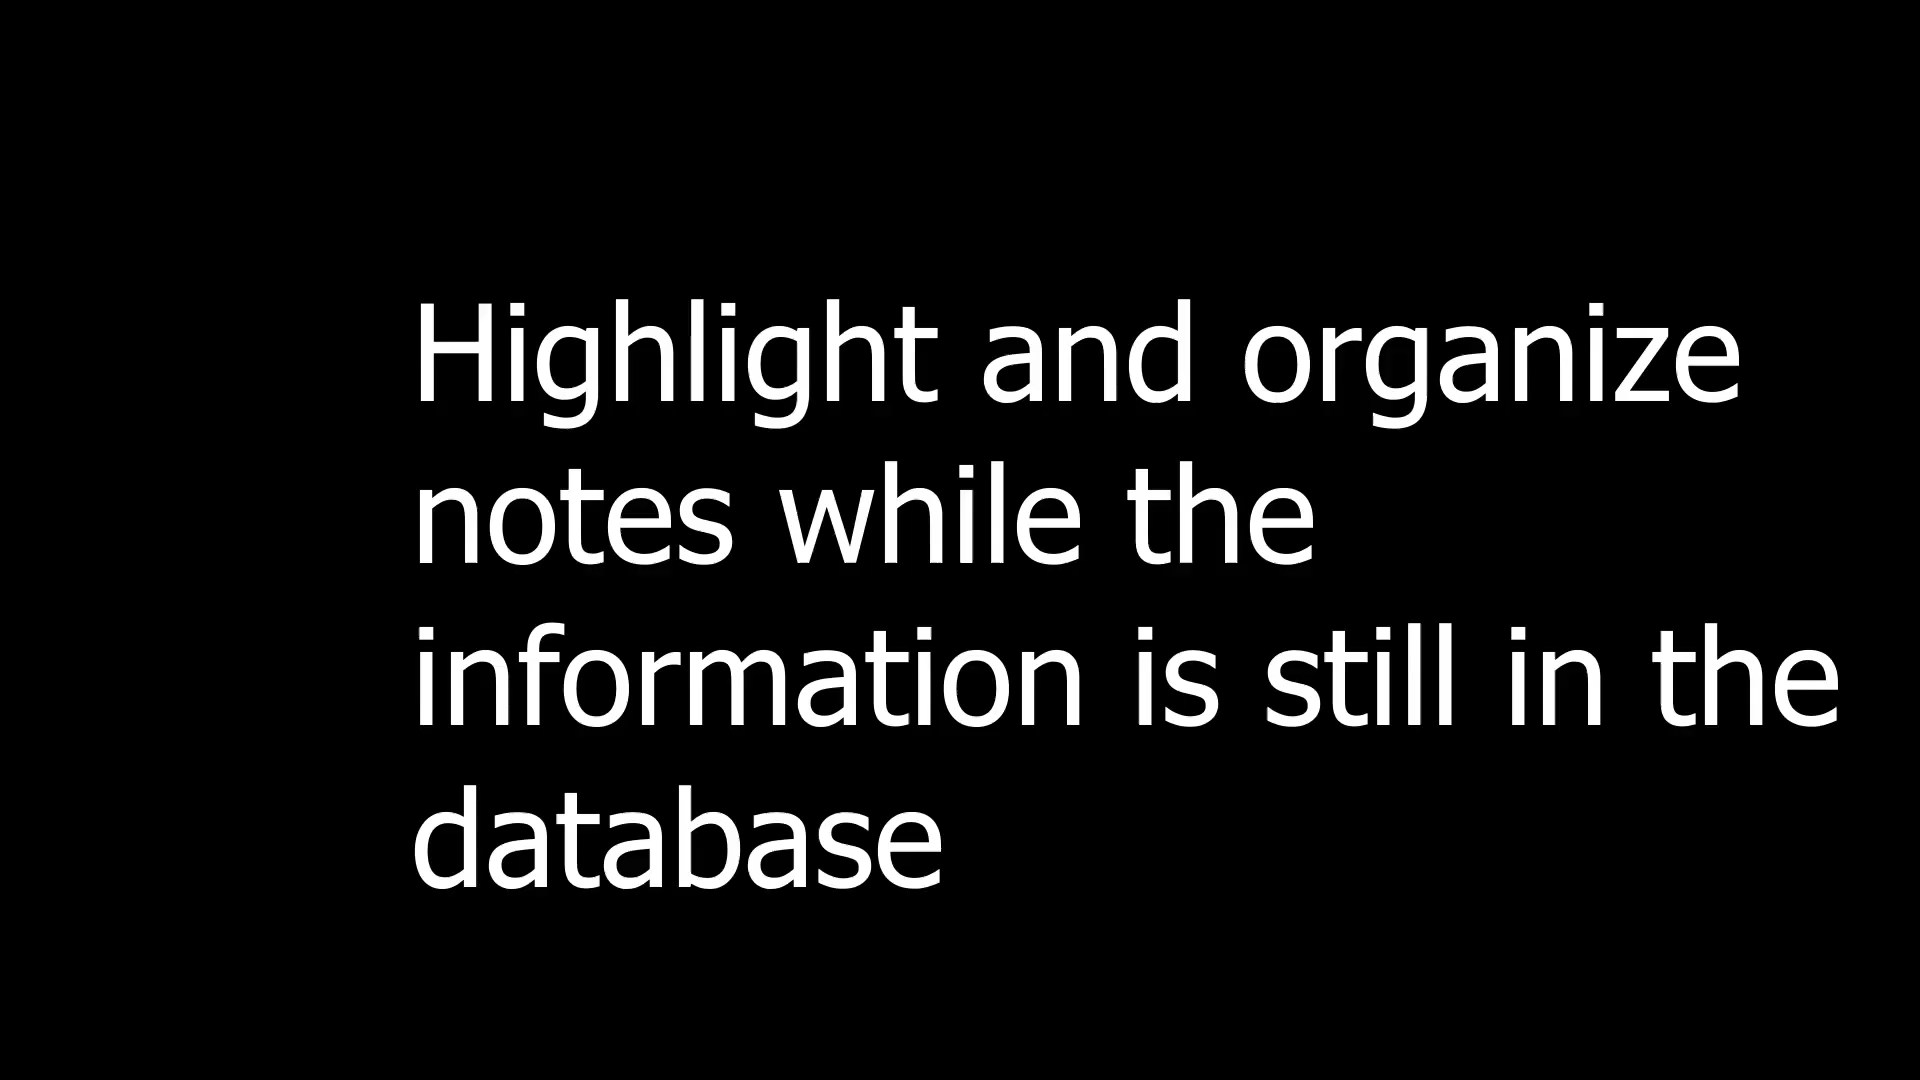 Highlight and organize
notes while the
information is still in the
database